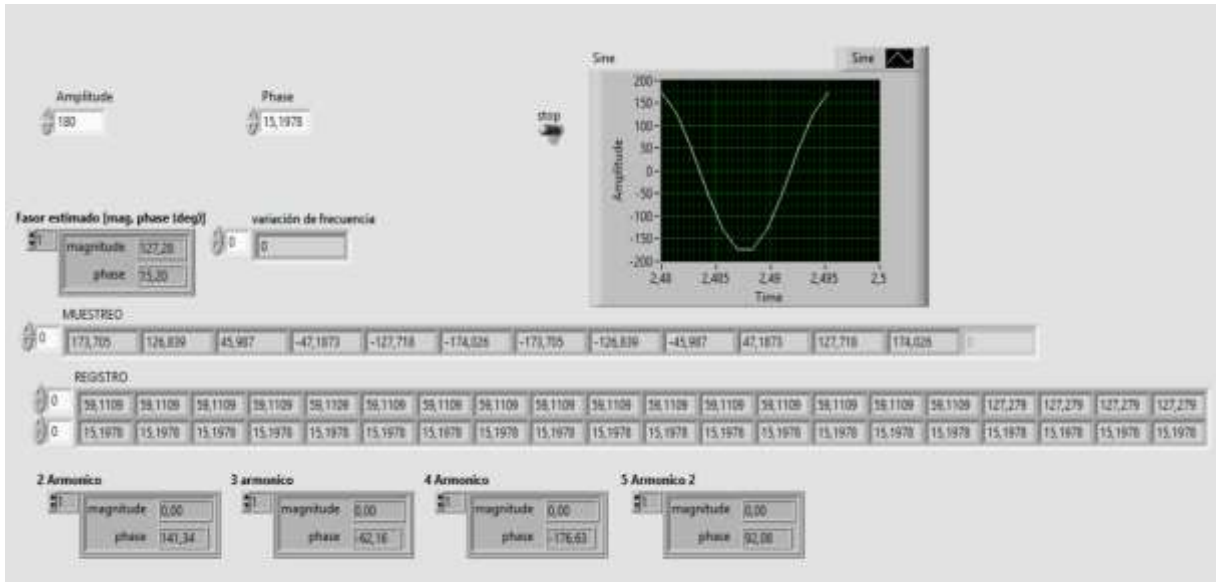 Sine
Sine
Amplitude
Phase
180
15,1978
stop
200
150
100
50
0
-50
-100
-150
-200
Amplitude
2,48
2,485
2,49
2,495
2,5
Time
Fasor estimado [mag, phase (deg)]
variación de frecuencia
1
magnitude 127,28
phase 15,20
0
0
MUESTREO
0 173,705 126,839 45,987 -47,1873 -127,718 -174,026 -173,705 -126,839 -45,987 47,1873 127,718 174,026 0
REGISTRO
0 59,1109 59,1109 59,1109 59,1109 59,1109 59,1109 59,1109 59,1109 59,1109 59,1109 59,1109 59,1109 59,1109 59,1109 59,1109 127,279 127,279 127,279 127,279
0 15,1978 15,1978 15,1978 15,1978 15,1978 15,1978 15,1978 15,1978 15,1978 15,1978 15,1978 15,1978 15,1978 15,1978 15,1978 15,1978 15,1978 15,1978 15,1978
2 Armonico
3 armonico
4 Armonico
5 Armonico 2
1
magnitude 0,00
phase 141,34
1
magnitude 0,00
phase -62,16
1
magnitude 0,00
phase -176,63
1
magnitude 0,00
phase 92,08